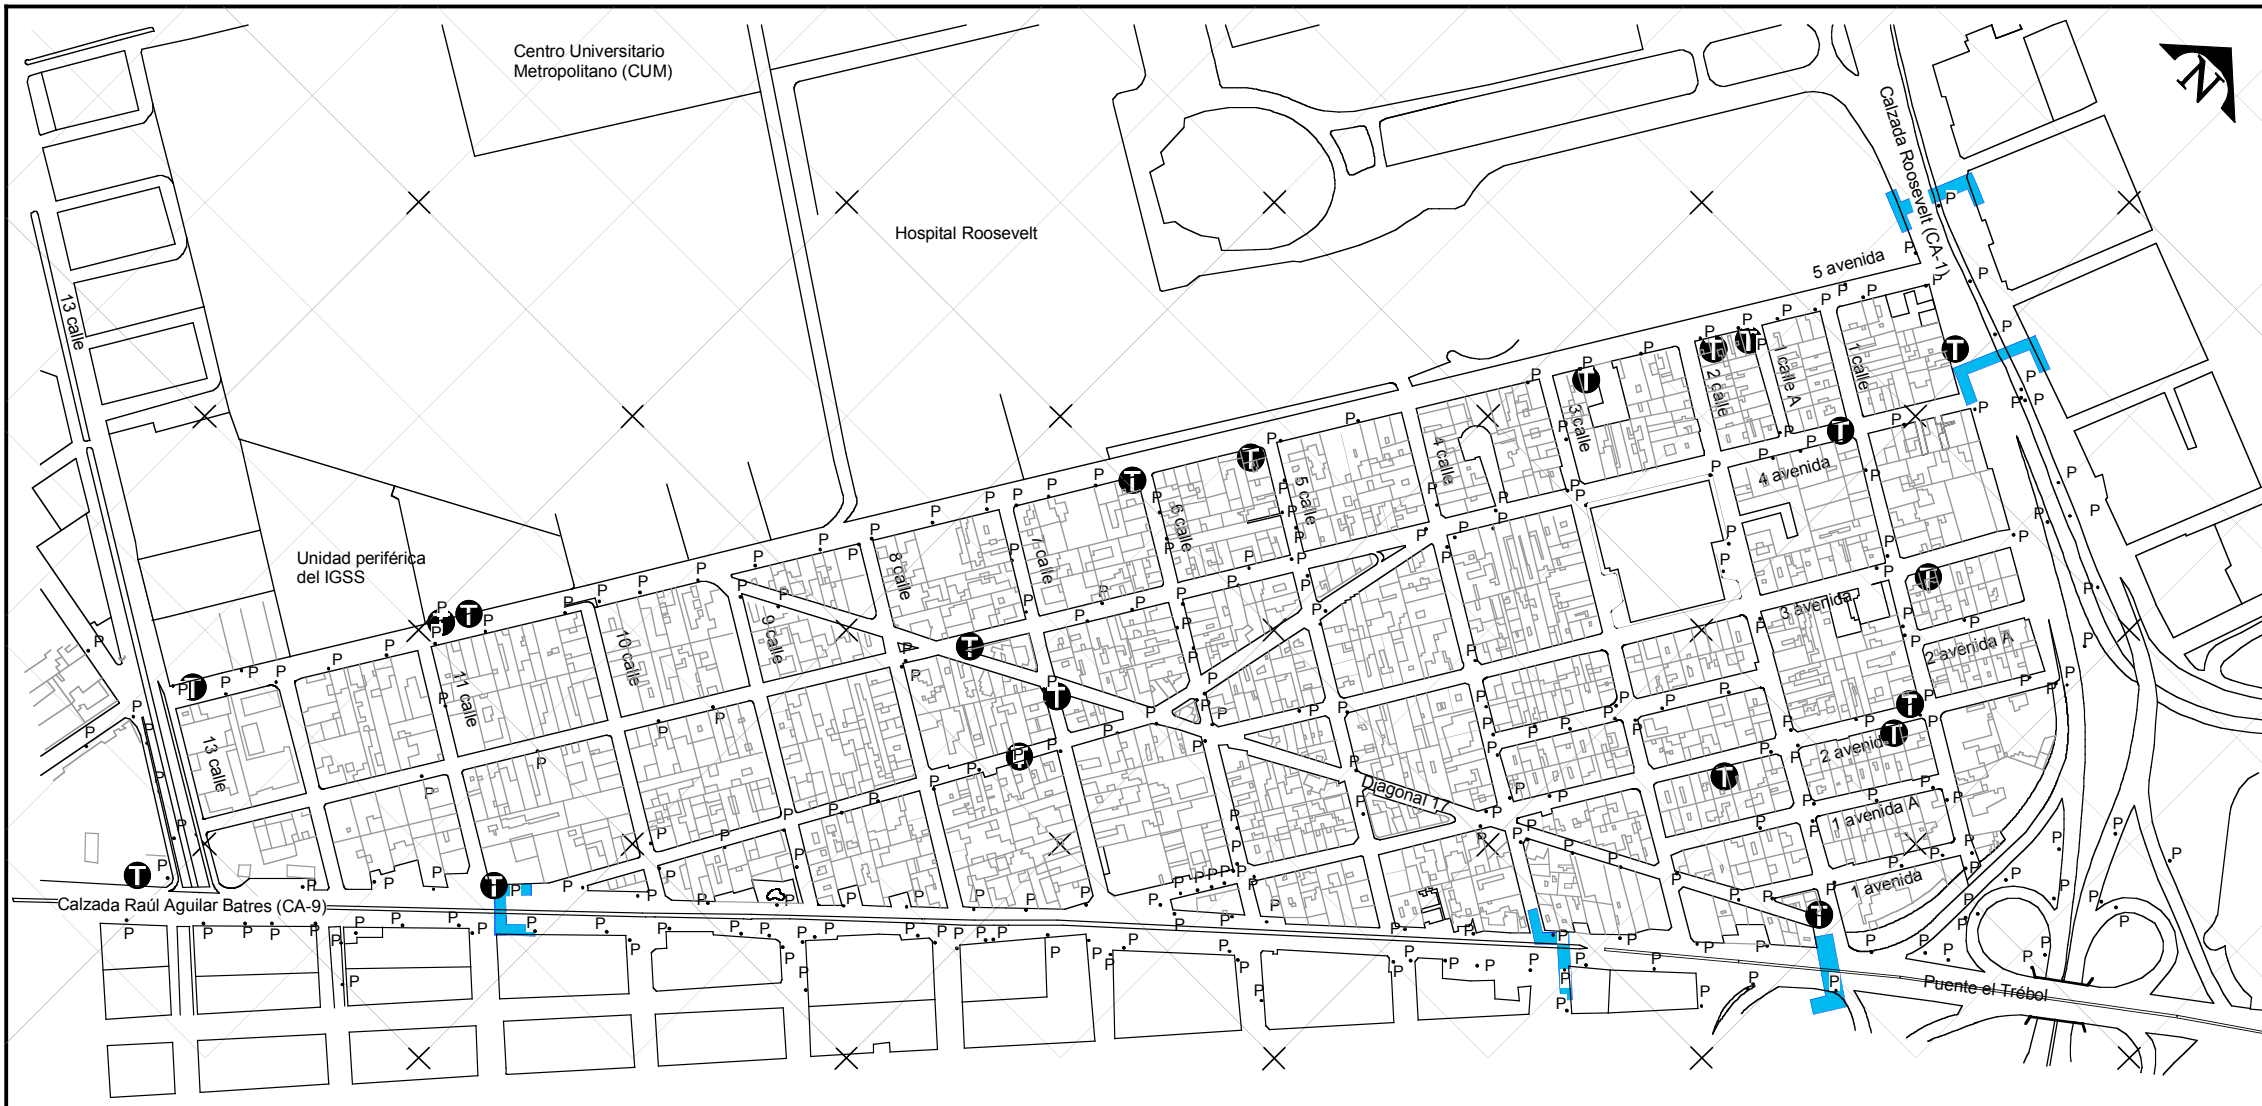 Centro Universitario
Metropolitano (CUM)
N
Calzada Roosevelt (CA-1)
Hospital Roosevelt
5 avenida
13 calle
1 calle
1 calle A
2 calle
3 calle
4 calle
5 calle
6 calle
7 calle
8 calle
9 calle
10 calle
11 calle
13 calle
4 avenida
Unidad periférica
del IGSS
3 avenida
2 avenida A
2 avenida
Diagonal 17
1 avenida A
1 avenida
Calzada Raúl Aguilar Batres (CA-9)
Puente el Trébol
T
P